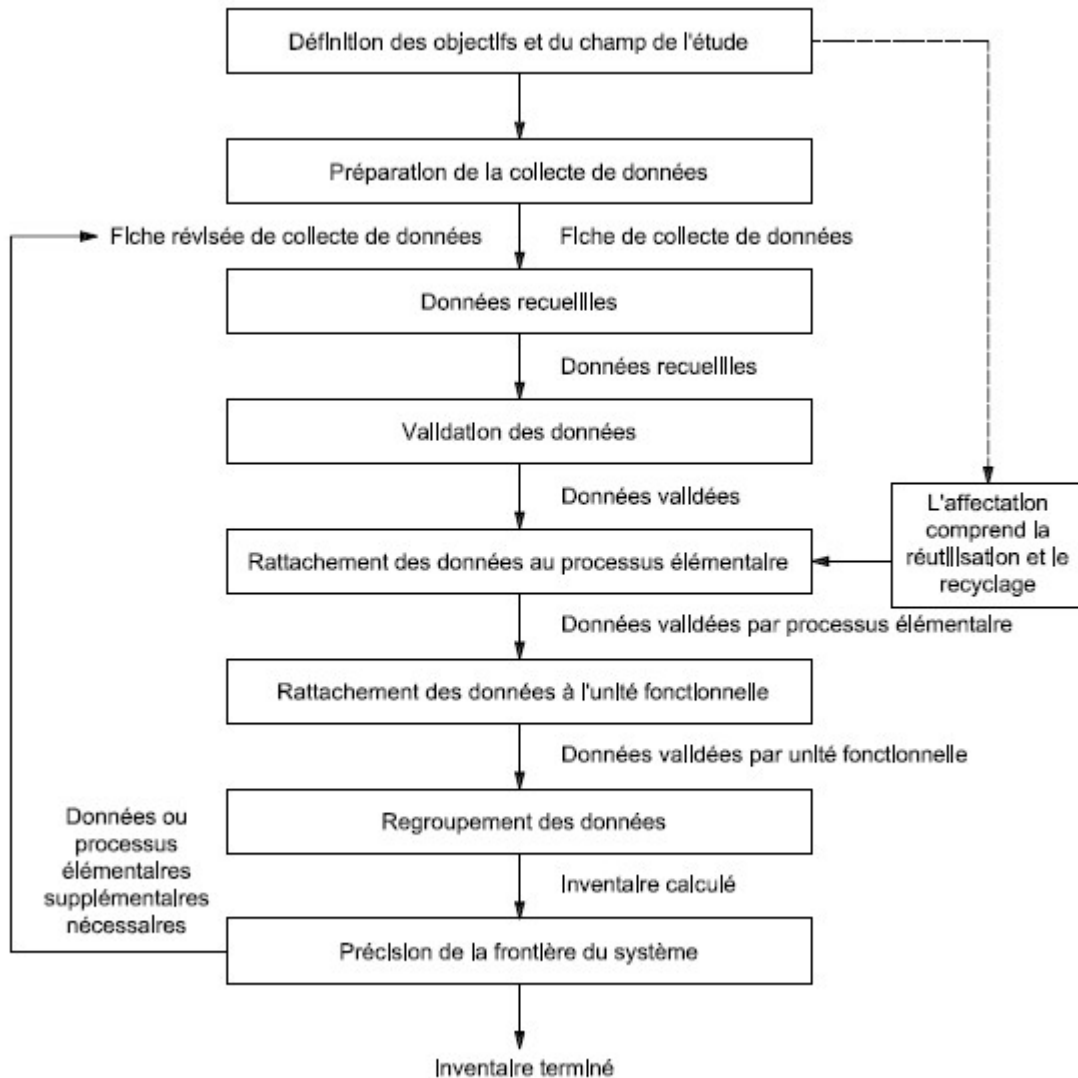 Définition des objectifs et du champ de l'étude
Préparation de la collecte de données
Fiche révisée de collecte de données
Fiche de collecte de données
Données recueillies
Données recueillies
Validation des données
Données validées
L'affectation
comprend la
réutilisation et le
recyclage
Rattachement des données au processus élémentaire
Données validées par processus élémentaire
Rattachement des données à l'unité fonctionnelle
Données validées par unité fonctionnelle
Regroupement des données
Données ou
processus
élémentaires
supplémentaires
nécessaires
Inventaire calculé
Précision de la frontière du système
Inventaire terminé